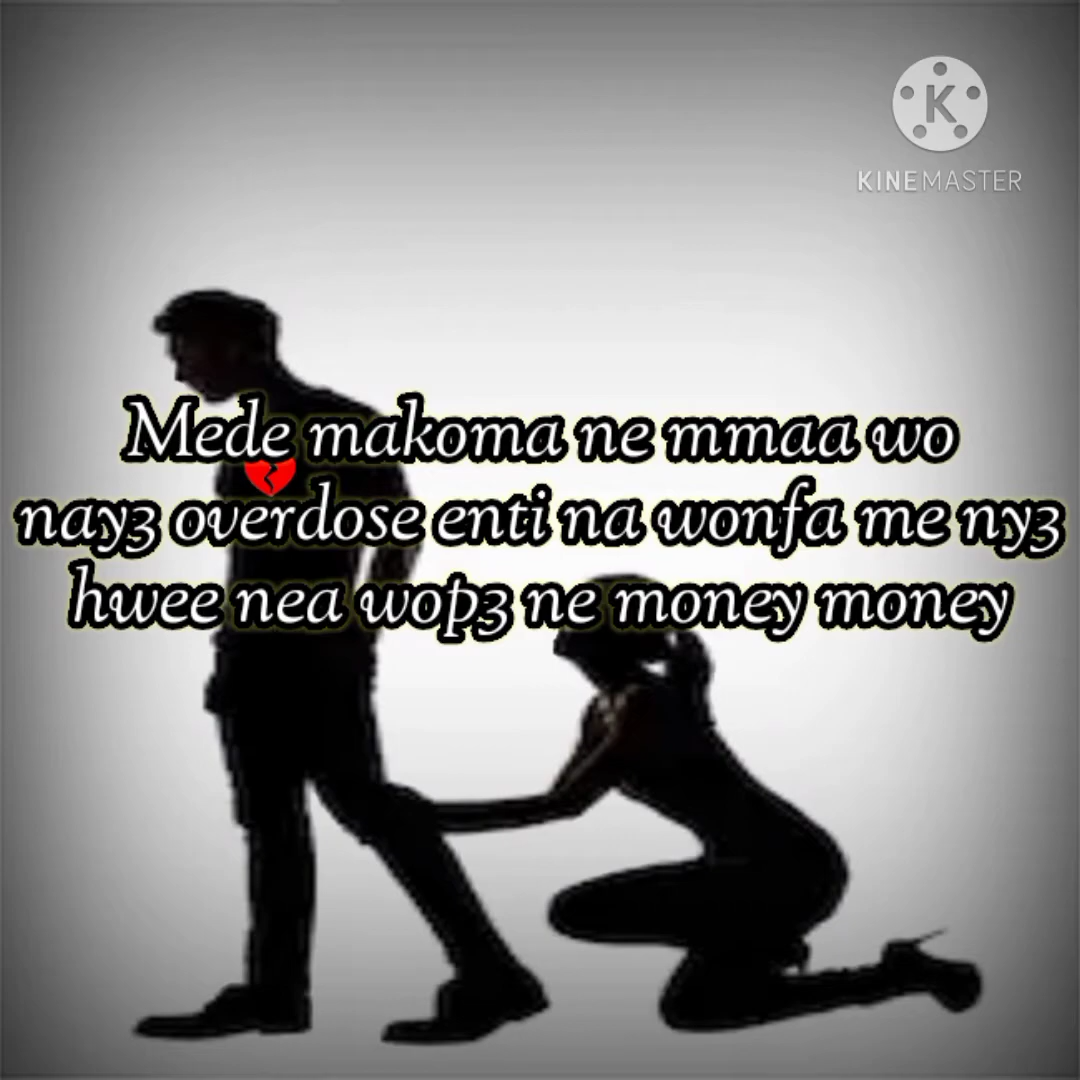 KINEMASTER
Mede makoma ne mmaa wo
nay3 overdose enti na wonfa me ny3
hwee nea wop3 ne money money